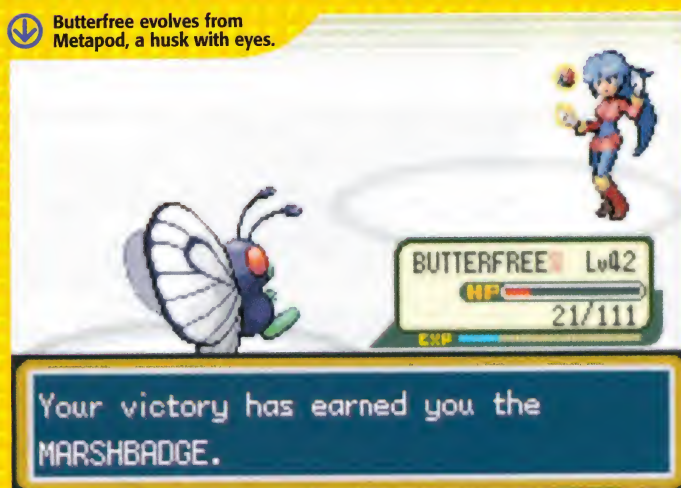 Butterfree evolves from
Metapod, a husk with eyes.
BUTTERFREE♀ Lv42
HP
21/111
EXP
Your victory has earned you the
MARSHBADGE.